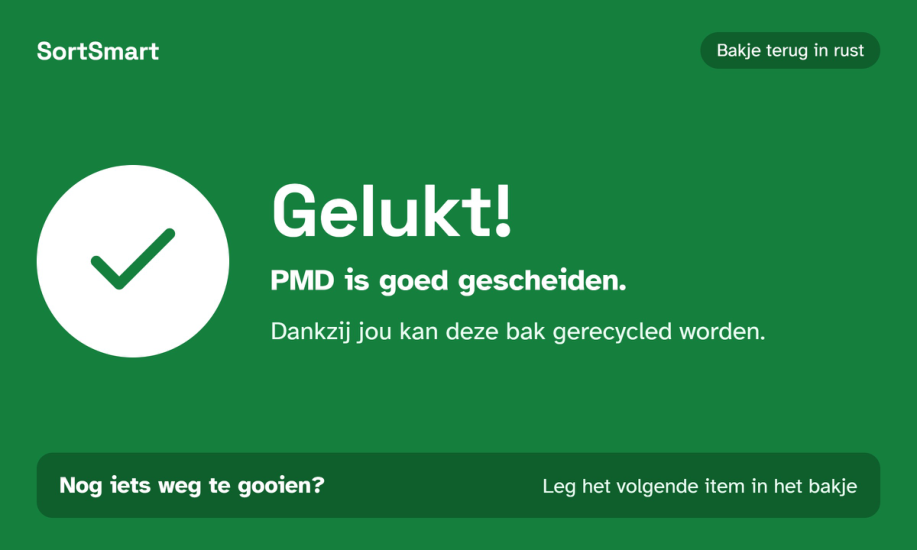 SortSmart
Bakje terug in rust
Gelukt!
PMD is goed gescheiden.
Dankzij jou kan deze bak gerecycled worden.
Nog iets weg te gooien?
Leg het volgende item in het bakje